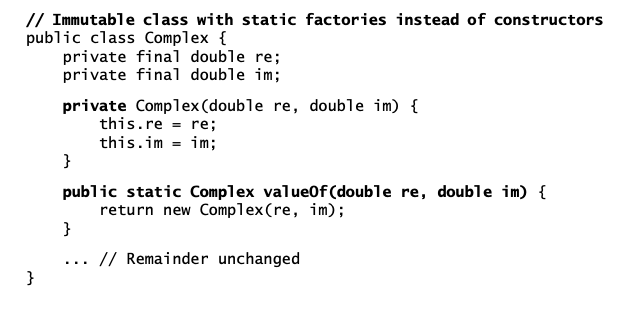 // Immutable class with static factories instead of constructors
public class Complex {
    private final double re;
    private final double im;
    private Complex(double re, double im) {
        this.re = re;
        this.im = im;
    }
    public static Complex valueOf(double re, double im) {
        return new Complex(re, im);
    }
    ... // Remainder unchanged
}